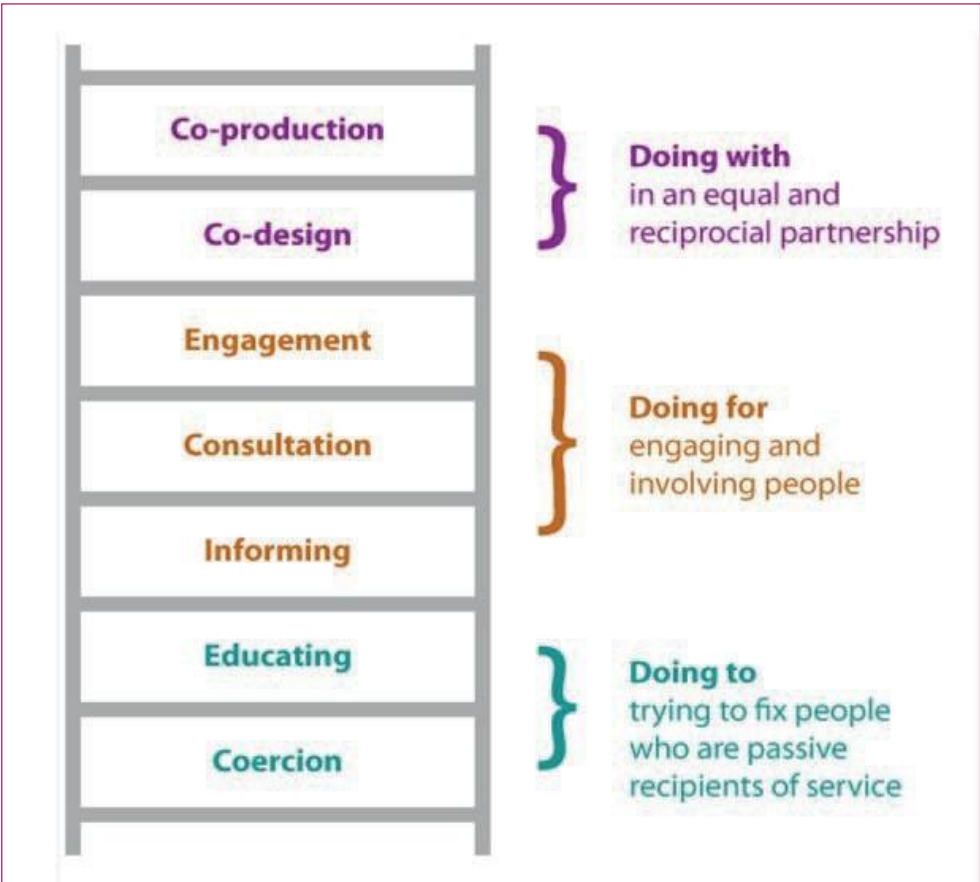 Co-production
Co-design
Doing with
in an equal and
reciprocial partnership
Engagement
Consultation
Informing
Doing for
engaging and
involving people
Educating
Coercion
Doing to
trying to fix people
who are passive
recipients of service